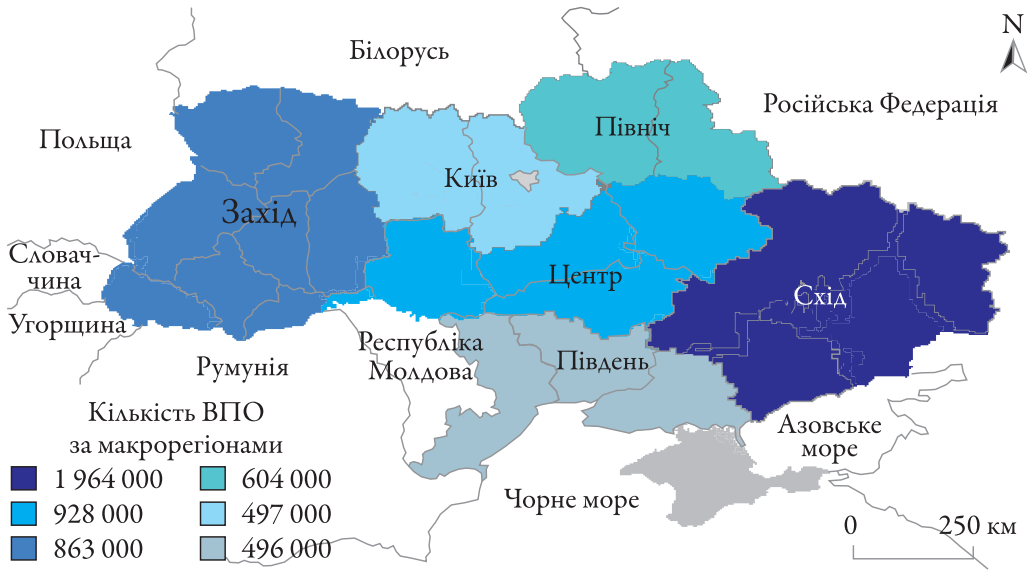 N
Білорусь
Російська Федерація
Польща
Північ
Київ
Захід
Словач-
чина
Центр
Схід
Угорщина
Республіка
Молдова
Південь
Румунія
Кількість ВПО
за макрорегіонами
1 964 000
928 000
863 000
604 000
497 000
496 000
Азовське
море
Чорне море
0 250 км